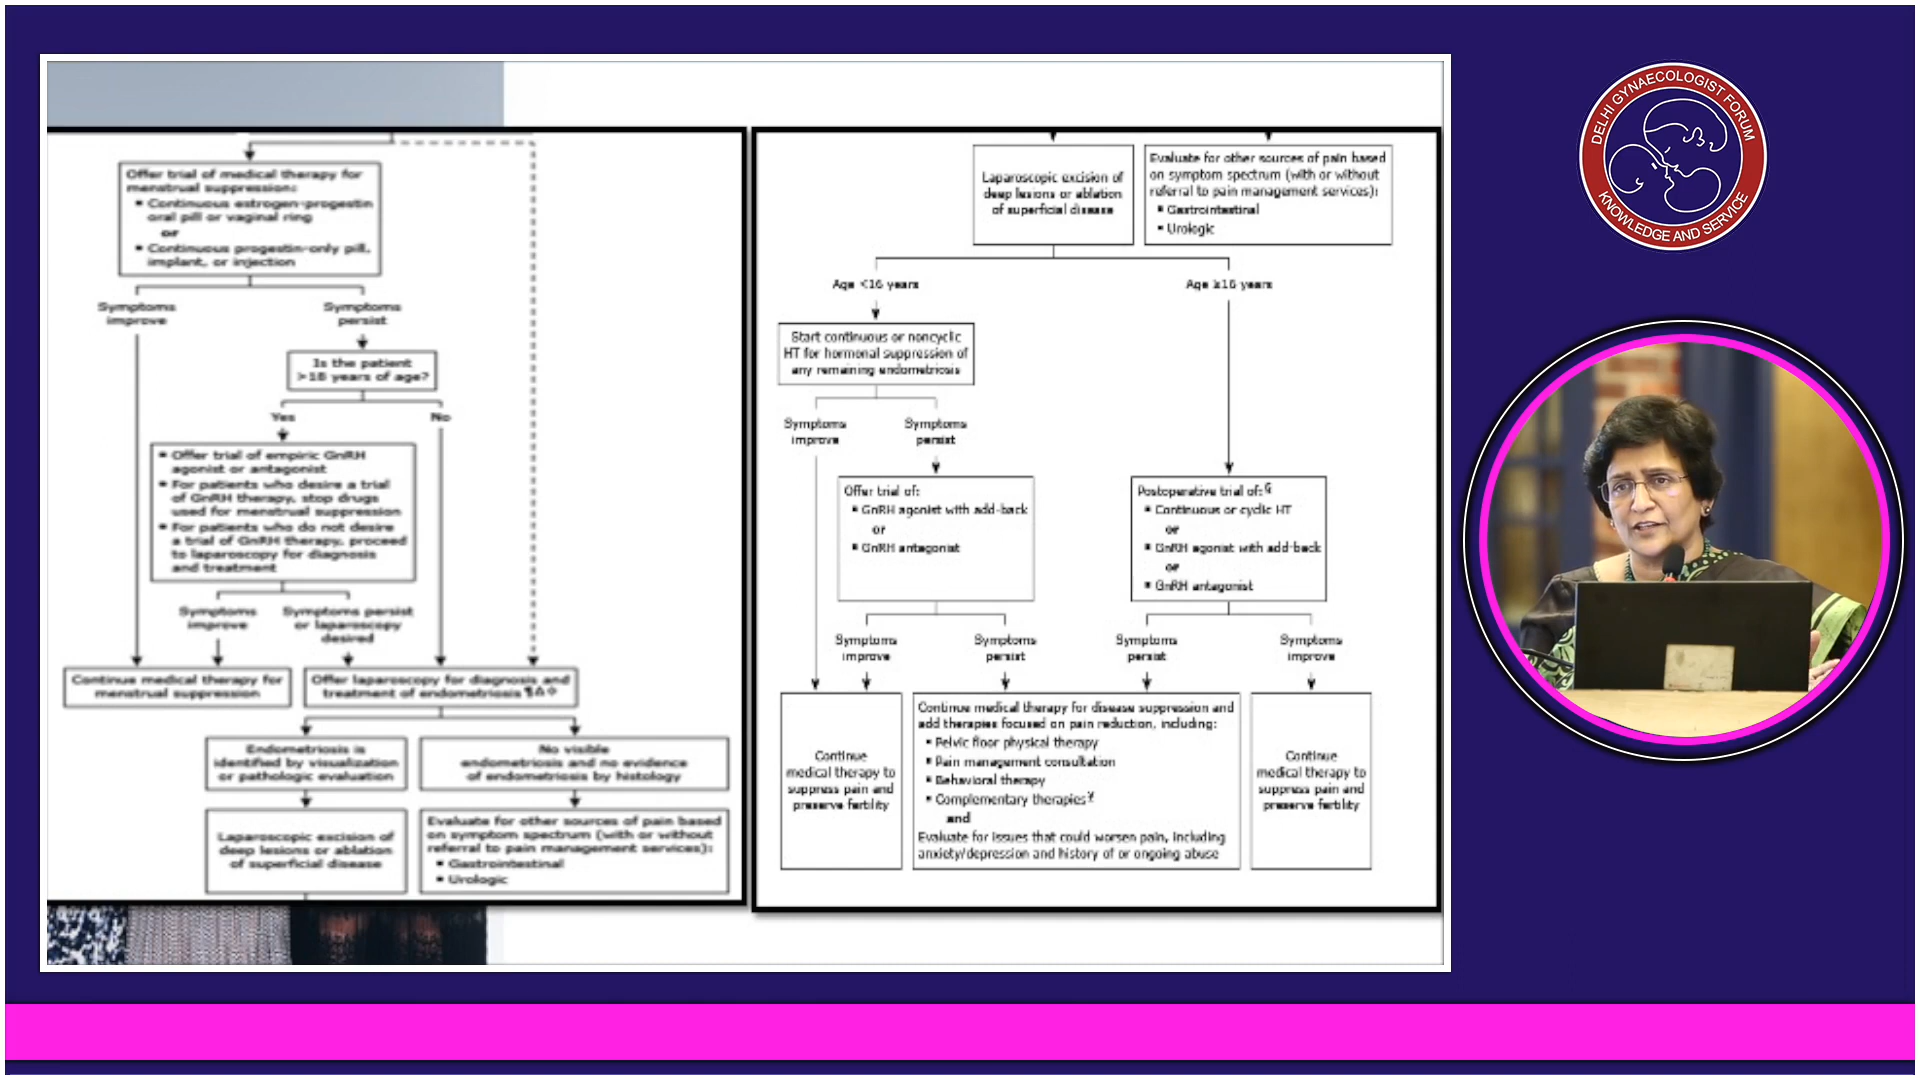 Offer trial of medical therapy for
menstrual suppression:
▪ Continuous estrogen-progestin
oral pill or vaginal ring
or
▪ Continuous progestin-only pill,
implant, or injection
Symptoms
improve
Symptoms
persist
Is the patient
years of age?
Yes
No
▪ Offer trial of empiric GnRH
agonist or antagonist
▪ For patients who desire a trial
of GnRH therapy, stop drugs
used for menstrual suppression
▪ For patients who do not desire
a trial of GnRH therapy, proceed
to laparoscopy for diagnosis
and treatment
Symptoms
improve
Symptoms persist
or laparoscopy
desired
Continue medical therapy for
menstrual suppression
Offer laparoscopy for diagnosis and
treatment of endometriosis
Endometriosis is
identified by visualization
or pathologic evaluation
No visible
endometriosis and no evidence
of endometriosis by histology
Laparoscopic excision of
deep lesions or ablation
of superficial disease
Evaluate for other sources of pain based
on symptom spectrum (with or without
referral to pain management services):
▪ Gastrointestinal
▪ Urologic
Laparoscopic excision of
deep lesions or ablation
of superficial disease
Evaluate for other sources of pain based
on symptom spectrum (with or without
referral to pain management services):
▪ Gastrointestinal
▪ Urologic
Age <16 years
Age ≥16 years
Start continuous or noncyclic
HT for hormonal suppression of
any remaining endometriosis
Symptoms
improve
Symptoms
persist
Offer trial of:
▪ GnRH agonist with add-back
or
▪ GnRH antagonist
Postoperative trial of:
▪ Continuous or cyclic HT
or
▪ GnRH agonist with add-back
or
▪ GnRH antagonist
Symptoms
improve
Symptoms
persist
Symptoms
persist
Symptoms
improve
Continue
medical therapy to
suppress pain and
preserve fertility
Continue medical therapy for disease suppression and
add therapies focused on pain reduction, including:
▪ Pelvic floor physical therapy
▪ Pain management consultation
▪ Behavioral therapy
▪ Complementary therapies
and
Evaluate for issues that could worsen pain, including
anxiety/depression and history of or ongoing abuse
Continue
medical therapy to
suppress pain and
preserve fertility
DELHI GYNAECOLOGIST FORUM
KNOWLEDGE AND SERVICE